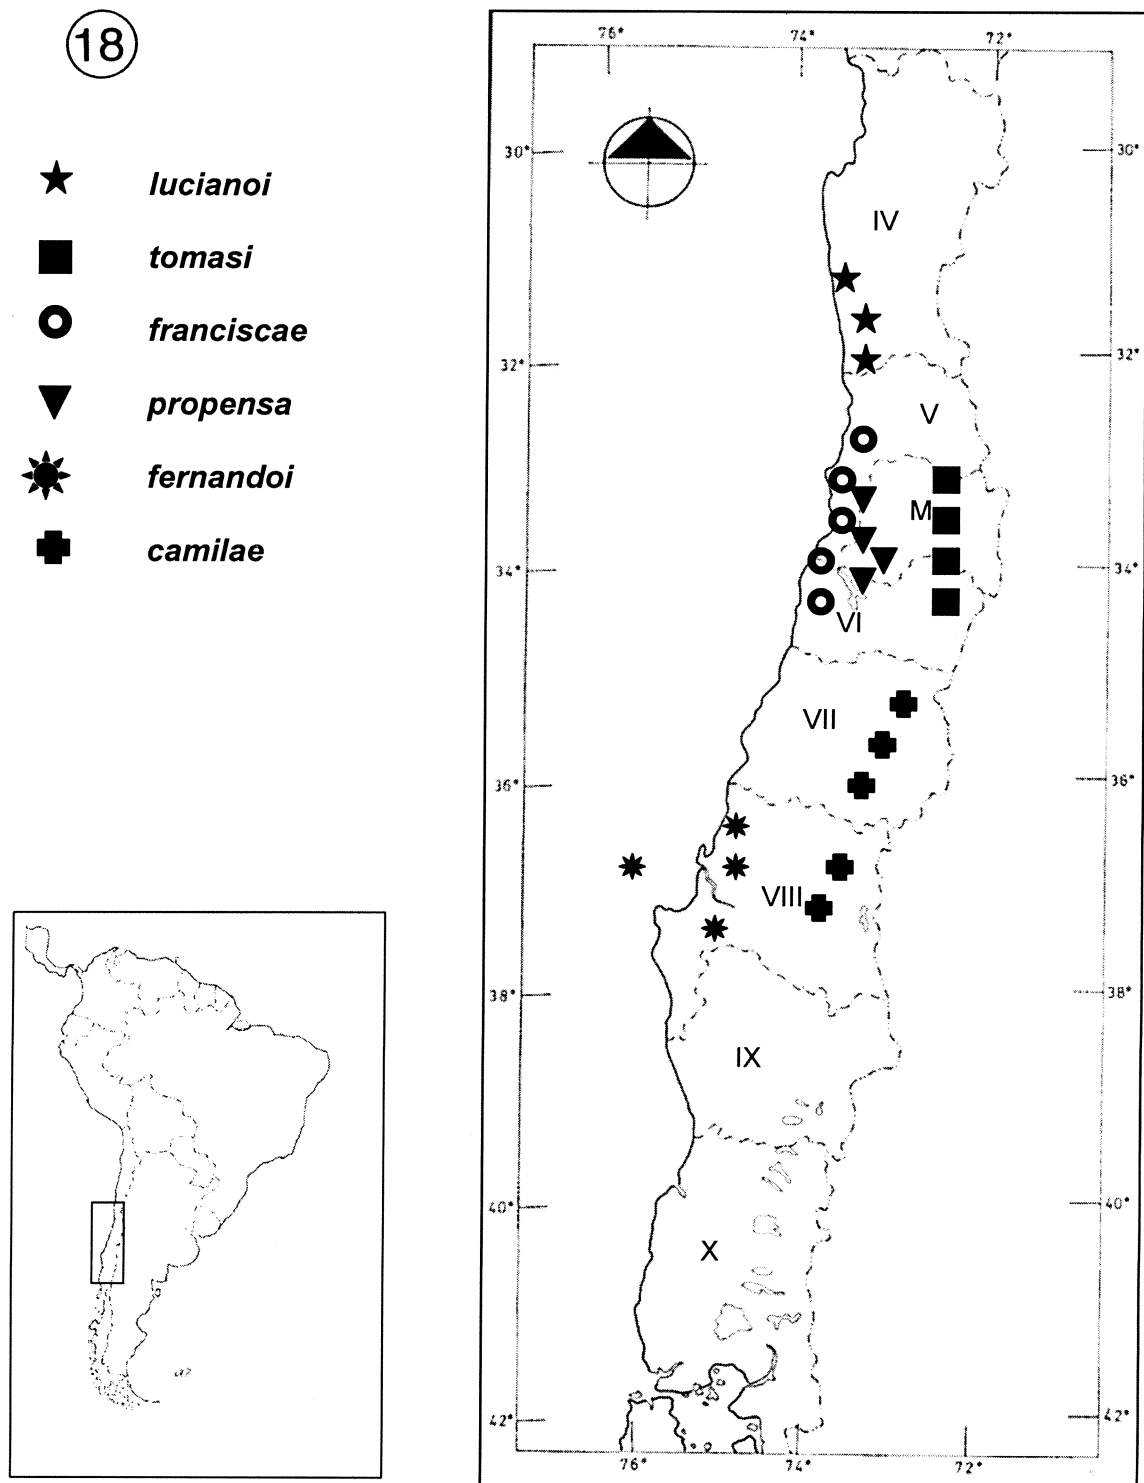 18
lucianoi
tomasi
franciscae
propensa
fernandoi
camilae
76° 74° 72°
30° 30°
IV
32° 32°
V
M
34° 34°
VI
VII
36° 36°
VIII
38° 38°
IX
40° 40°
X
42° 42°
76° 74° 72°